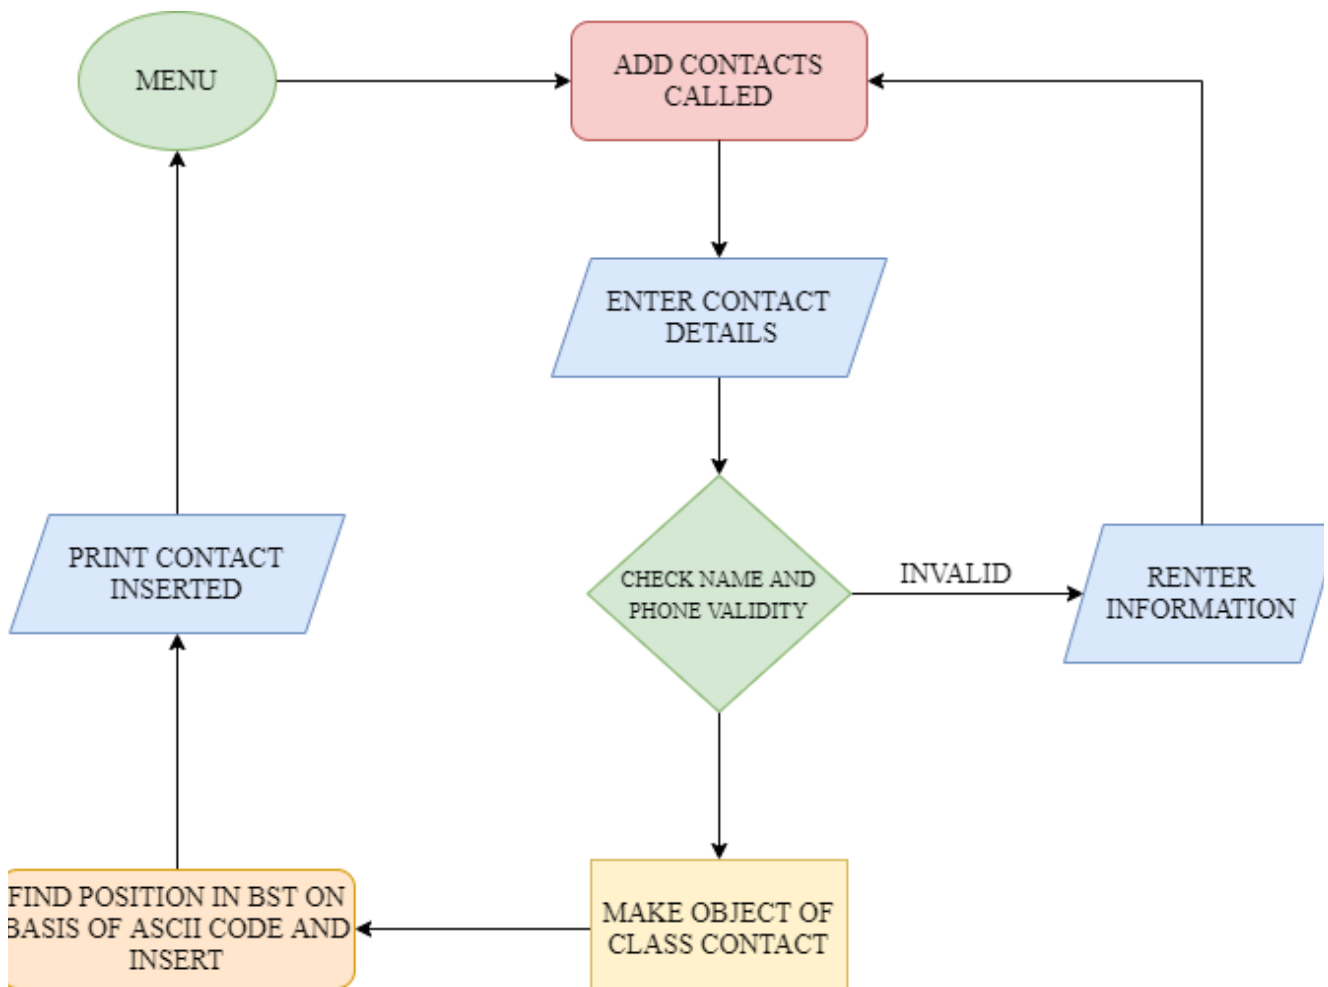 MENU
ADD CONTACTS
CALLED
ENTER CONTACT
DETAILS
CHECK NAME AND
PHONE VALIDITY
INVALID
RENTER
INFORMATION
MAKE OBJECT OF
CLASS CONTACT
FIND POSITION IN BST ON
BASIS OF ASCII CODE AND
INSERT
PRINT CONTACT
INSERTED